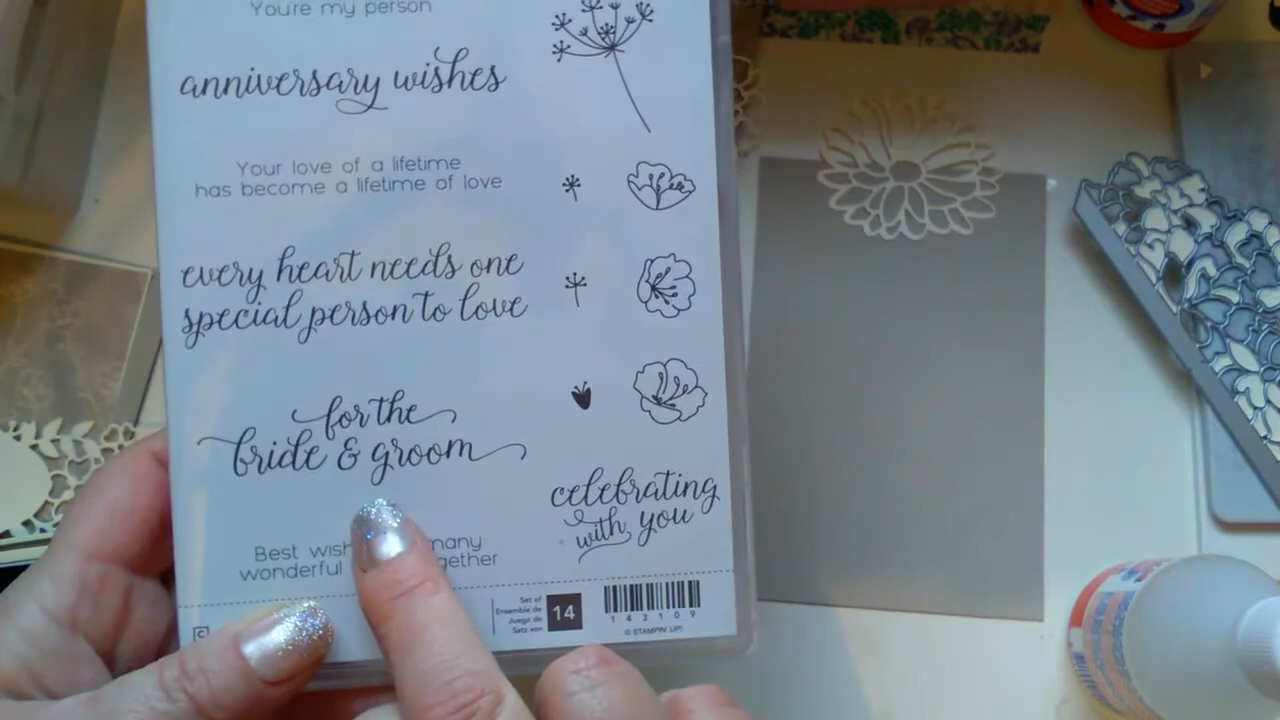 You're my person
anniversary wishes
Your love of a lifetime
has become a lifetime of love
every heart needs one
special person to love
for the
bride & groom
celebrating
with you
Best many
wonderful
Set of
Ensemble de
Juego de
Satz von
14
143109
© STAMPIN' UP!